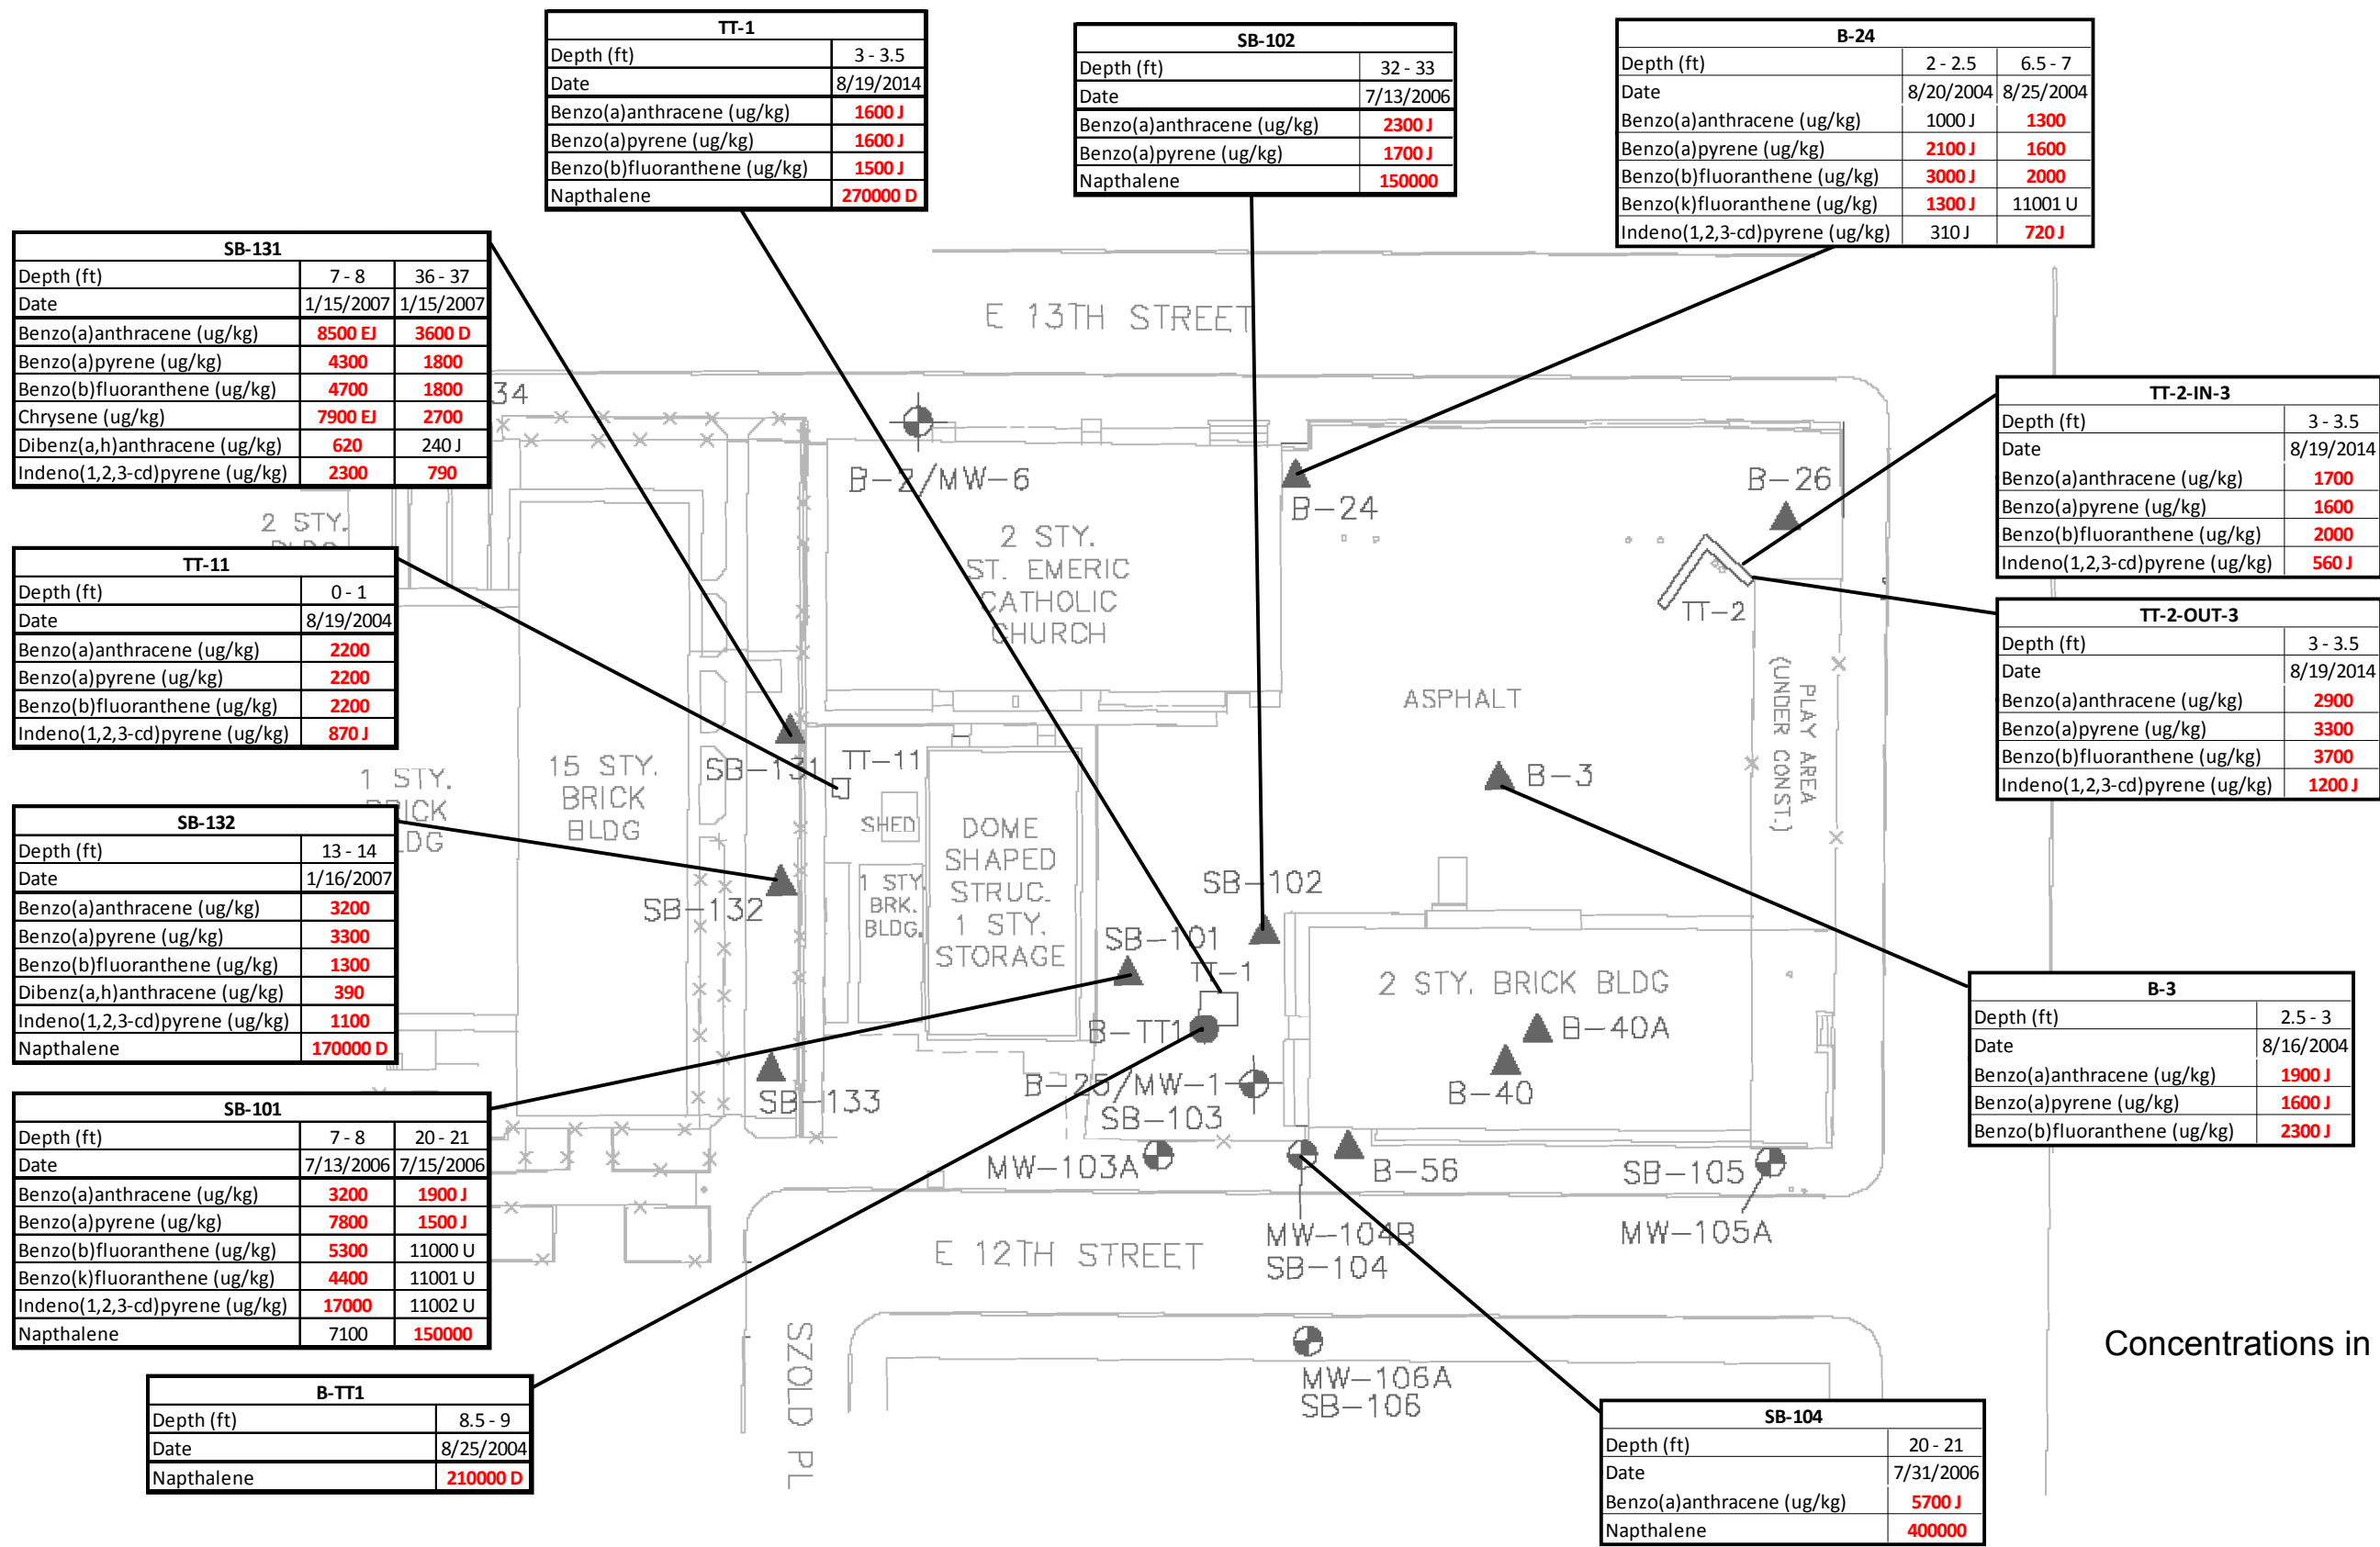 TT-1
Depth (ft) 3 - 3.5
Date 8/19/2014
Benzo(a)anthracene (ug/kg) 1600 J
Benzo(a)pyrene (ug/kg) 1600 J
Benzo(b)fluoranthene (ug/kg) 1500 J
Napthalene 270000 D
SB-102
Depth (ft) 32 - 33
Date 7/13/2006
Benzo(a)anthracene (ug/kg) 2300 J
Benzo(a)pyrene (ug/kg) 1700 J
Napthalene 150000
B-24
Depth (ft) 2 - 2.5 6.5 - 7
Date 8/20/2004 8/25/2004
Benzo(a)anthracene (ug/kg) 1000 J 1300
Benzo(a)pyrene (ug/kg) 2100 J 1600
Benzo(b)fluoranthene (ug/kg) 3000 J 2000
Benzo(k)fluoranthene (ug/kg) 1300 J 11001 U
Indeno(1,2,3-cd)pyrene (ug/kg) 310 J 720 J
SB-131
Depth (ft) 7 - 8 36 - 37
Date 1/15/2007 1/15/2007
Benzo(a)anthracene (ug/kg) 8500 EJ 3600 D
Benzo(a)pyrene (ug/kg) 4300 1800
Benzo(b)fluoranthene (ug/kg) 4700 1800
Chrysene (ug/kg) 7900 EJ 2700
Dibenz(a,h)anthracene (ug/kg) 620 240 J
Indeno(1,2,3-cd)pyrene (ug/kg) 2300 790
TT-2-IN-3
Depth (ft) 3 - 3.5
Date 8/19/2014
Benzo(a)anthracene (ug/kg) 1700
Benzo(a)pyrene (ug/kg) 1600
Benzo(b)fluoranthene (ug/kg) 2000
Indeno(1,2,3-cd)pyrene (ug/kg) 560 J
TT-11
Depth (ft) 0 - 1
Date 8/19/2004
Benzo(a)anthracene (ug/kg) 2200
Benzo(a)pyrene (ug/kg) 2200
Benzo(b)fluoranthene (ug/kg) 2200
Indeno(1,2,3-cd)pyrene (ug/kg) 870 J
TT-2-OUT-3
Depth (ft) 3 - 3.5
Date 8/19/2014
Benzo(a)anthracene (ug/kg) 2900
Benzo(a)pyrene (ug/kg) 3300
Benzo(b)fluoranthene (ug/kg) 3700
Indeno(1,2,3-cd)pyrene (ug/kg) 1200 J
SB-132
Depth (ft) 13 - 14
Date 1/16/2007
Benzo(a)anthracene (ug/kg) 3200
Benzo(a)pyrene (ug/kg) 3300
Benzo(b)fluoranthene (ug/kg) 1300
Dibenz(a,h)anthracene (ug/kg) 390
Indeno(1,2,3-cd)pyrene (ug/kg) 1100
Napthalene 170000 D
B-3
Depth (ft) 2.5 - 3
Date 8/16/2004
Benzo(a)anthracene (ug/kg) 1900 J
Benzo(a)pyrene (ug/kg) 1600 J
Benzo(b)fluoranthene (ug/kg) 2300 J
SB-101
Depth (ft) 7 - 8 20 - 21
Date 7/13/2006 7/15/2006
Benzo(a)anthracene (ug/kg) 3200 1900 J
Benzo(a)pyrene (ug/kg) 7800 1500 J
Benzo(b)fluoranthene (ug/kg) 5300 11000 U
Benzo(k)fluoranthene (ug/kg) 4400 11001 U
Indeno(1,2,3-cd)pyrene (ug/kg) 17000 11002 U
Napthalene 7100 150000
B-TT1
Depth (ft) 8.5 - 9
Date 8/25/2004
Napthalene 210000 D
SB-104
Depth (ft) 20 - 21
Date 7/31/2006
Benzo(a)anthracene (ug/kg) 5700 J
Napthalene 400000
E 13TH STREET
34
B-2/MW-6
B-24
B-26
2 STY.
2 STY.
ST. EMERIC
CATHOLIC
CHURCH
TT-2
ASPHALT
PLAY AREA
(UNDER CONST.)
SB-131
TT-11
B-3
1 STY.
15 STY.
BRICK
BLDG
SHED
DOME
SHAPED
STRUC.
1 STY.
STORAGE
1 STY
BRK.
BLDG.
SB-102
SB-132
SB-101
TT-1
2 STY. BRICK BLDG
B-TT1
B-40A
B-40
B-25/MW-1
SB-103
SB-133
MW-103A
B-56
SB-105
MW-105A
MW-104B
SB-104
E 12TH STREET
SZOLD PL
MW-106A
SB-106
Concentrations in